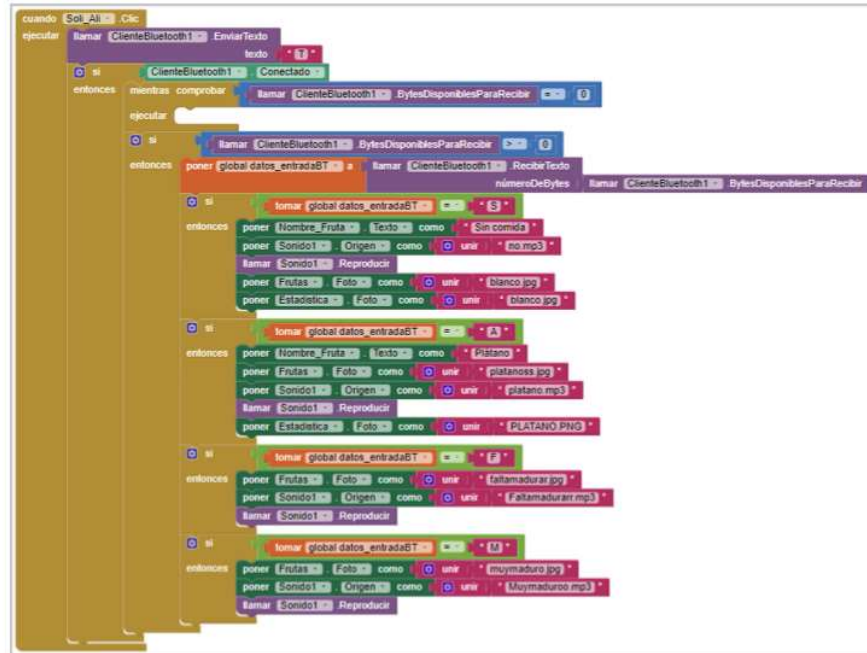 cuando Soli_Ali .Clic
ejecutar llamar ClienteBluetooth1 .EnviarTexto
texto "T"
si ClienteBluetooth1 . Conectado
entonces mientras comprobar llamar ClienteBluetooth1 .BytesDisponiblesParaRecibir = 0
ejecutar
si llamar ClienteBluetooth1 .BytesDisponiblesParaRecibir > 0
entonces poner global datos_entradaBT a llamar ClienteBluetooth1 .RecibirTexto
númeroDeBytes llamar ClienteBluetooth1 .BytesDisponiblesParaRecibir
si tomar global datos_entradaBT = "S"
entonces poner Nombre_Fruta . Texto como "Sin comida"
poner Sonido1 . Origen como unir "no.mp3"
llamar Sonido1 .Reproducir
poner Frutas . Foto como unir "blanco.jpg"
poner Estadistica . Foto como unir "blanco.jpg"
si tomar global datos_entradaBT = "A"
entonces poner Nombre_Fruta . Texto como "Plátano"
poner Frutas . Foto como unir "platanoss.jpg"
poner Sonido1 . Origen como unir "platano.mp3"
llamar Sonido1 .Reproducir
poner Estadistica . Foto como unir "PLATANO.PNG"
si tomar global datos_entradaBT = "F"
entonces poner Frutas . Foto como unir "faltamadurar.jpg"
poner Sonido1 . Origen como unir "Faltamadurarr.mp3"
llamar Sonido1 .Reproducir
si tomar global datos_entradaBT = "M"
entonces poner Frutas . Foto como unir "muymaduro.jpg"
poner Sonido1 . Origen como unir "Muymaduroo.mp3"
llamar Sonido1 .Reproducir